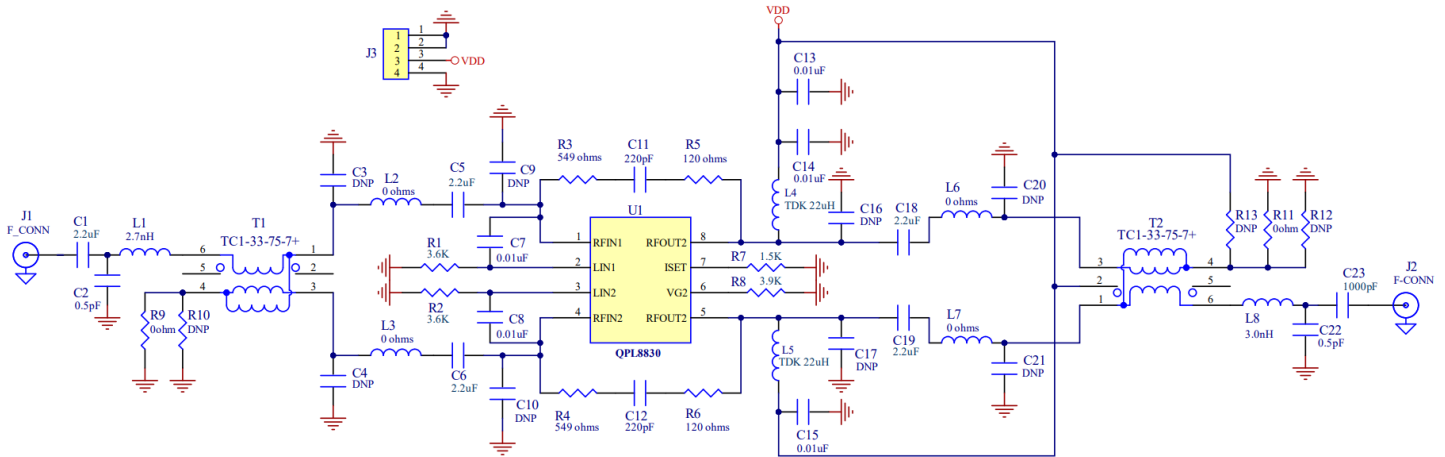 VDD
J3
1
2
3
4
1
2
3
4
VDD
C13
0.01uF
C14
0.01uF
R3
549 ohms
C11
220pF
R5
120 ohms
C3
DNP
L2
0 ohms
C5
2.2uF
C9
DNP
L4
TDK 22uH
C16
DNP
C18
2.2uF
L6
0 ohms
C20
DNP
R13
DNP
R11
0ohm
R12
DNP
J1
F_CONN
C1
2.2uF
L1
2.7nH
T1
TC1-33-75-7+
6
5
4
1
2
3
C2
0.5pF
R9
0ohm
R10
DNP
R1
3.6K
R2
3.6K
C7
0.01uF
C8
0.01uF
U1
1
2
3
4
RFIN1
LIN1
LIN2
RFIN2
RFOUT2
ISET
VG2
RFOUT2
8
7
6
5
QPL8830
R7
1.5K
R8
3.9K
T2
TC1-33-75-7+
3
2
1
4
5
6
C23
1000pF
J2
F-CONN
L8
3.0nH
C22
0.5pF
L3
0 ohms
C6
2.2uF
C4
DNP
C10
DNP
R4
549 ohms
C12
220pF
R6
120 ohms
L5
TDK 22uH
C17
DNP
C19
2.2uF
L7
0 ohms
C21
DNP
C15
0.01uF